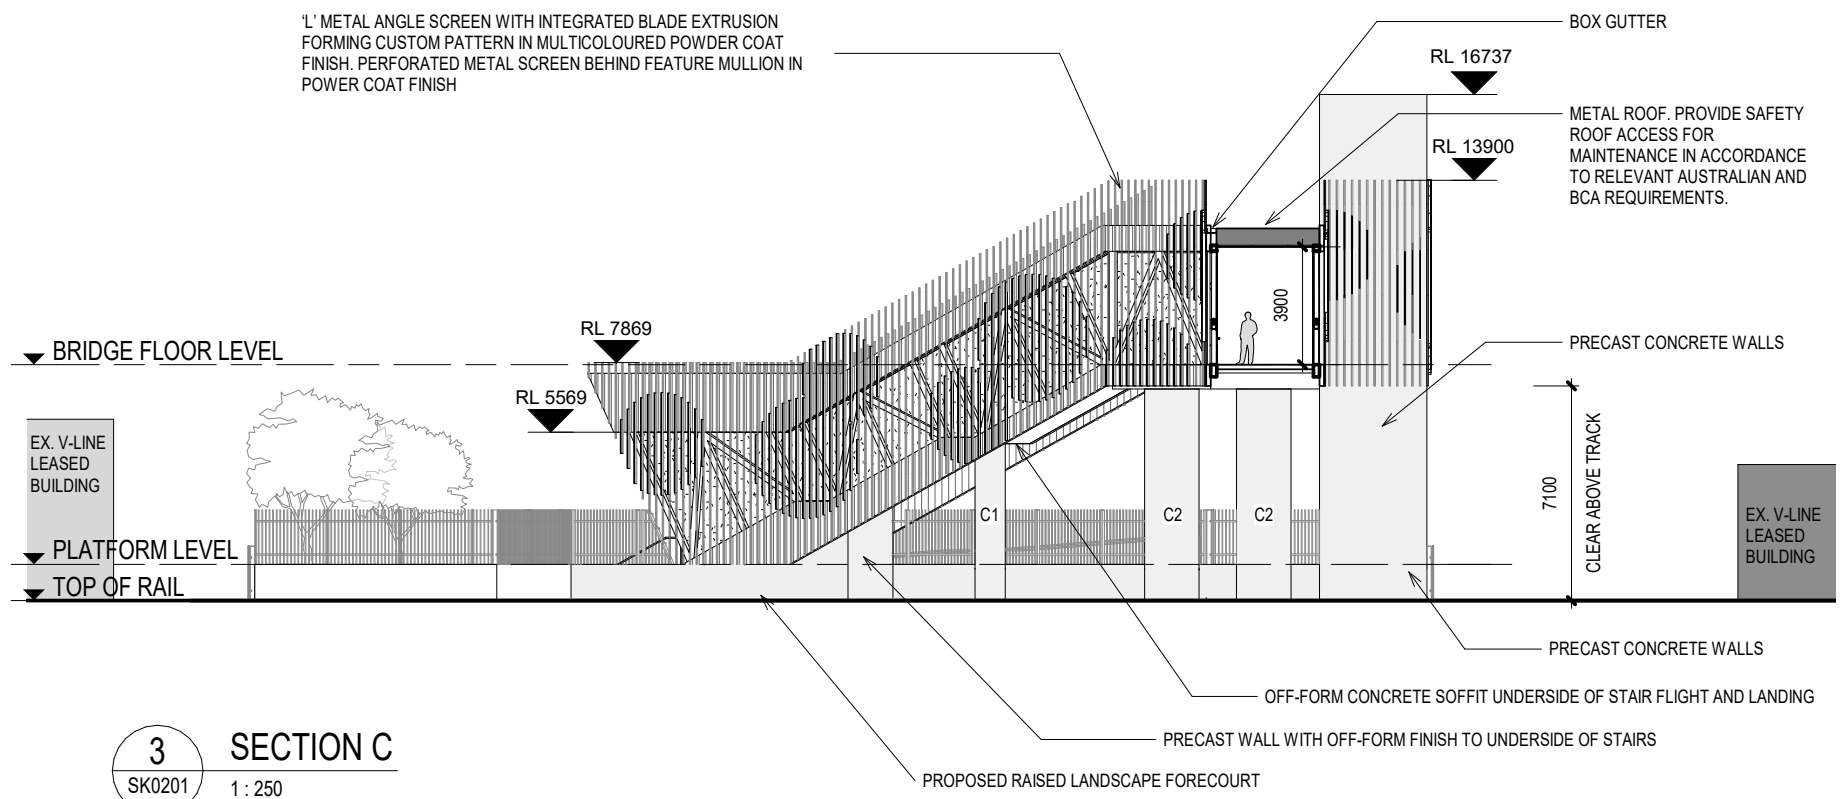 'L' METAL ANGLE SCREEN WITH INTEGRATED BLADE EXTRUSION
FORMING CUSTOM PATTERN IN MULTICOLOURED POWDER COAT
FINISH. PERFORATED METAL SCREEN BEHIND FEATURE MULLION IN
POWER COAT FINISH
BOX GUTTER
RL 16737
METAL ROOF. PROVIDE SAFETY
ROOF ACCESS FOR
MAINTENANCE IN ACCORDANCE
TO RELEVANT AUSTRALIAN AND
BCA REQUIREMENTS.
RL 13900
RL 7869
BRIDGE FLOOR LEVEL
3900
PRECAST CONCRETE WALLS
RL 5569
EX. V-LINE
LEASED
BUILDING
7100
CLEAR ABOVE TRACK
C1
C2
C2
EX. V-LINE
LEASED
BUILDING
PLATFORM LEVEL
TOP OF RAIL
PRECAST CONCRETE WALLS
OFF-FORM CONCRETE SOFFIT UNDERSIDE OF STAIR FLIGHT AND LANDING
PRECAST WALL WITH OFF-FORM FINISH TO UNDERSIDE OF STAIRS
PROPOSED RAISED LANDSCAPE FORECOURT
3
SK0201
SECTION C
1 : 250